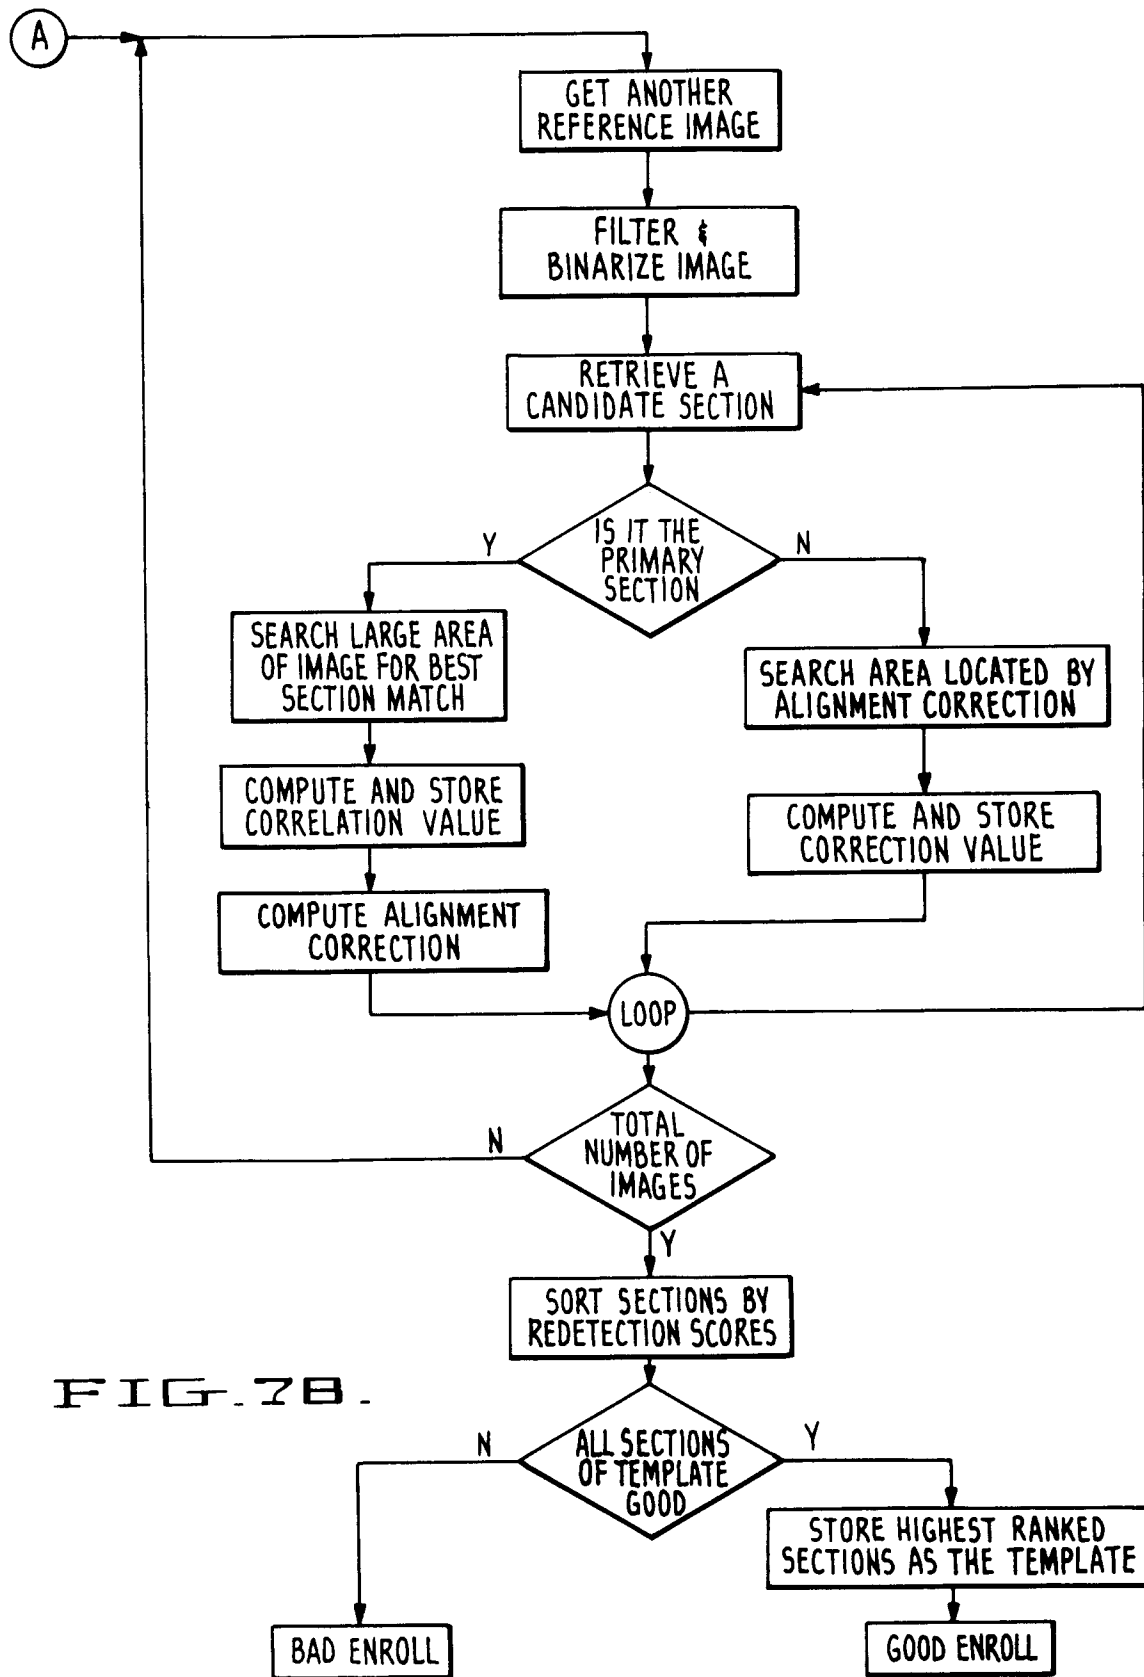 A
GET ANOTHER
REFERENCE IMAGE
FILTER &
BINARIZE IMAGE
RETRIEVE A
CANDIDATE SECTION
IS IT THE
PRIMARY
SECTION
Y
N
SEARCH LARGE AREA
OF IMAGE FOR BEST
SECTION MATCH
SEARCH AREA LOCATED BY
ALIGNMENT CORRECTION
COMPUTE AND STORE
CORRELATION VALUE
COMPUTE AND STORE
CORRECTION VALUE
COMPUTE ALIGNMENT
CORRECTION
LOOP
TOTAL
NUMBER OF
IMAGES
N
Y
SORT SECTIONS BY
REDETECTION SCORES
FIG.7B.
ALL SECTIONS
OF TEMPLATE
GOOD
N
Y
STORE HIGHEST RANKED
SECTIONS AS THE TEMPLATE
BAD ENROLL
GOOD ENROLL